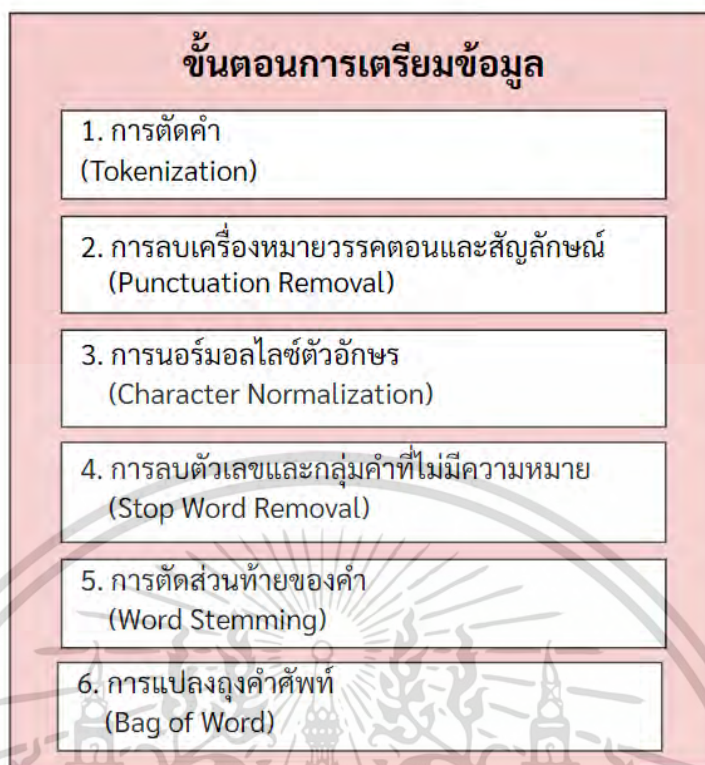 ขั้นตอนการเตรียมข้อมูล
1. การตัดคำ
(Tokenization)
2. การลบเครื่องหมายวรรคตอนและสัญลักษณ์
(Punctuation Removal)
3. การนอร์มอลไลซ์ตัวอักษร
(Character Normalization)
4. การลบตัวเลขและกลุ่มคำที่ไม่มีความหมาย
(Stop Word Removal)
5. การตัดส่วนท้ายของคำ
(Word Stemming)
6. การแปลงถุงคำศัพท์
(Bag of Word)